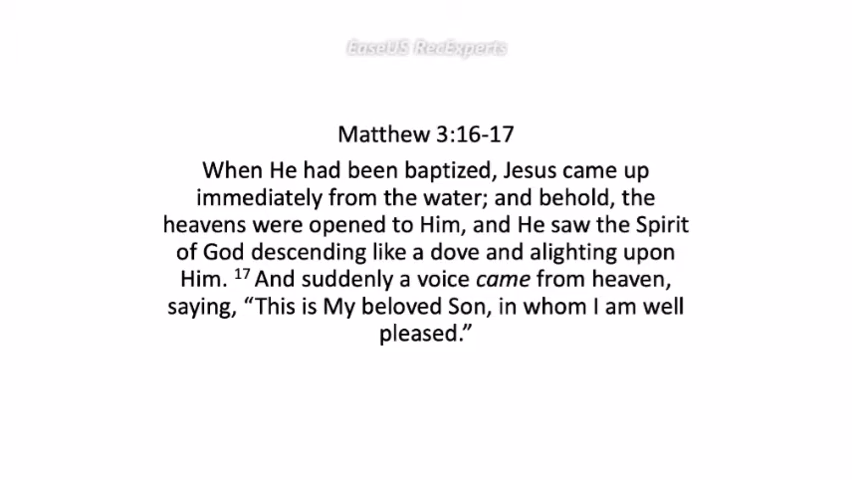 EaseUS RecExperts
Matthew 3:16-17
When He had been baptized, Jesus came up
immediately from the water; and behold, the
heavens were opened to Him, and He saw the Spirit
of God descending like a dove and alighting upon
Him. 17 And suddenly a voice came from heaven,
saying, “This is My beloved Son, in whom I am well
pleased.”